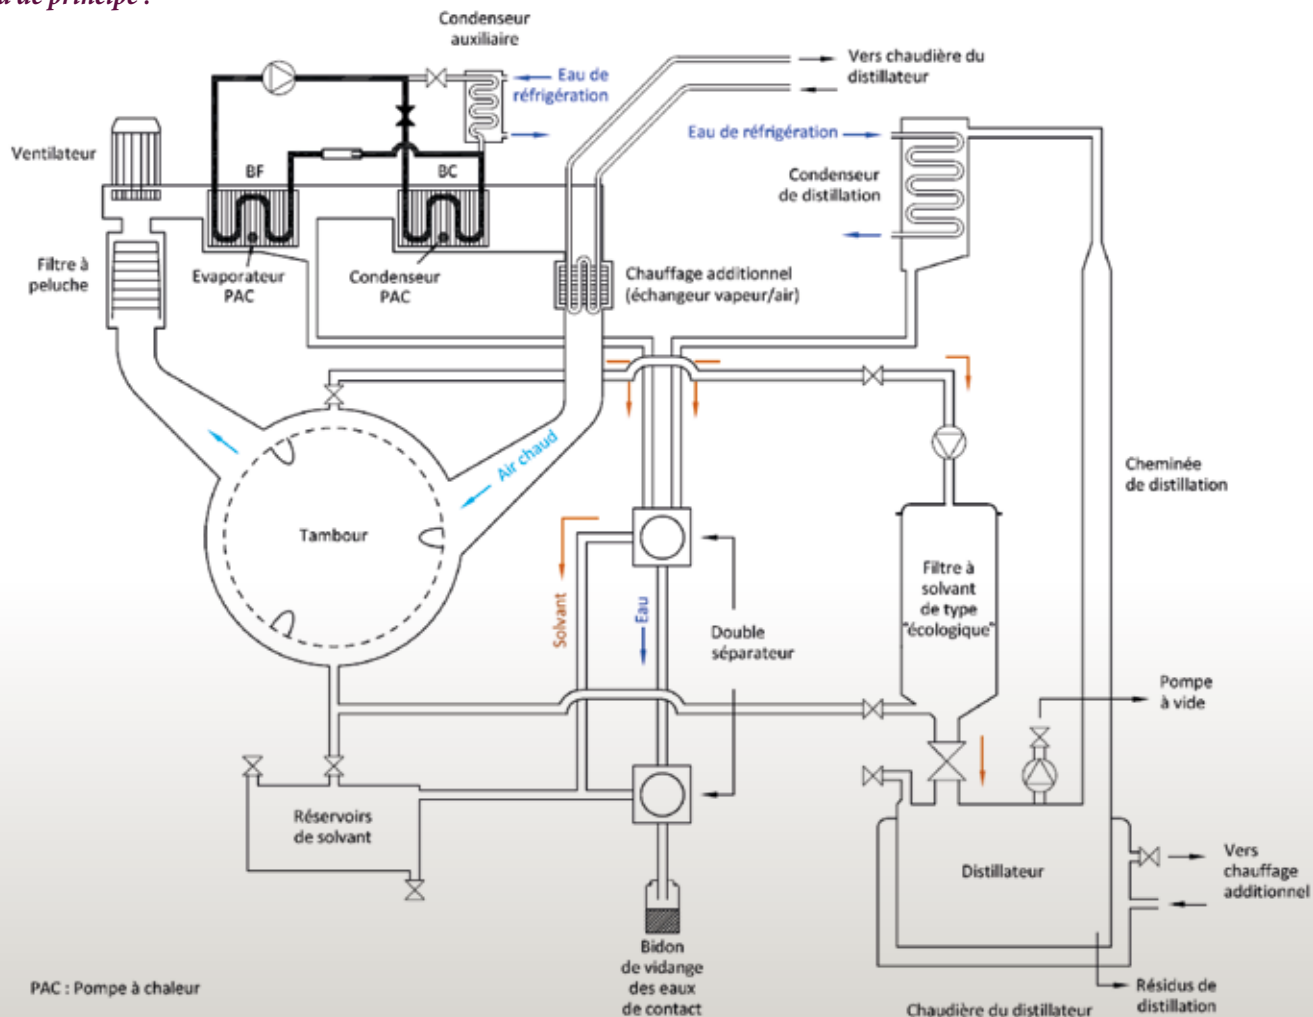 de principe :
Condenseur
auxiliaire
Eau de
réfrigération
Vers chaudière du
distillateur
Ventilateur
BF
BC
Eau de réfrigération
Condenseur
de distillation
Filtre à
peluche
Evaporateur
PAC
Condenseur
PAC
Chauffage additionnel
(échangeur vapeur/air)
Air chaud
Tambour
Cheminée
de distillation
Filtre à
solvant
de type
"écologique"
Solvant
Eau
Double
séparateur
Pompe
à vide
Réservoirs
de solvant
Distillateur
Vers
chauffage
additionnel
Bidon
de vidange
des eaux
de contact
PAC : Pompe à chaleur
Résidus de
distillation
Chaudière du distillateur